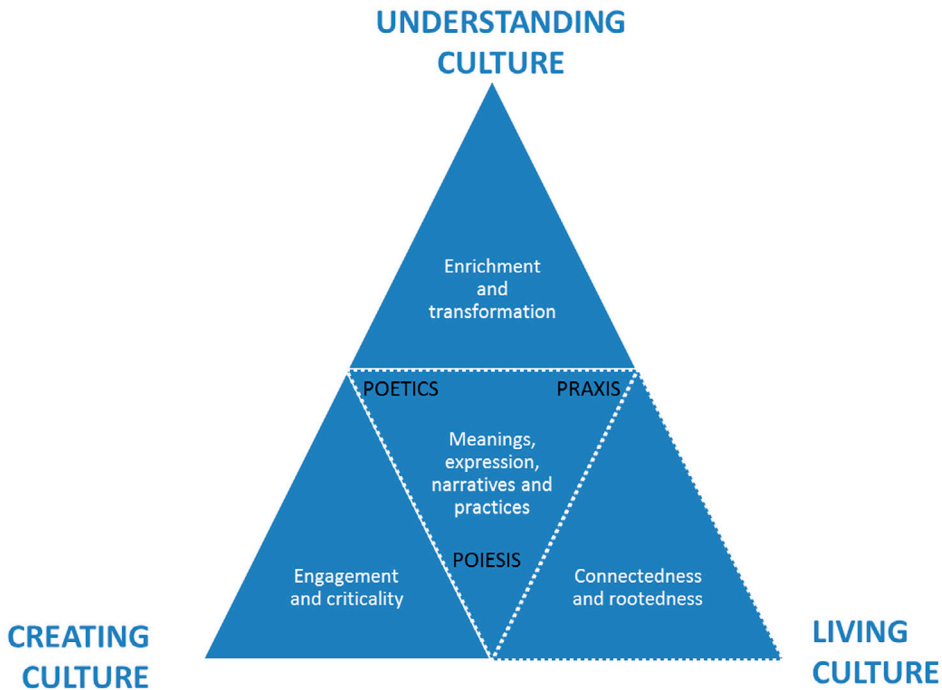 UNDERSTANDING
CULTURE
Enrichment
and
transformation
POETICS
PRAXIS
Meanings,
expression,
narratives and
practices
POIESIS
Engagement
and criticality
Connectedness
and rootedness
CREATING
CULTURE
LIVING
CULTURE